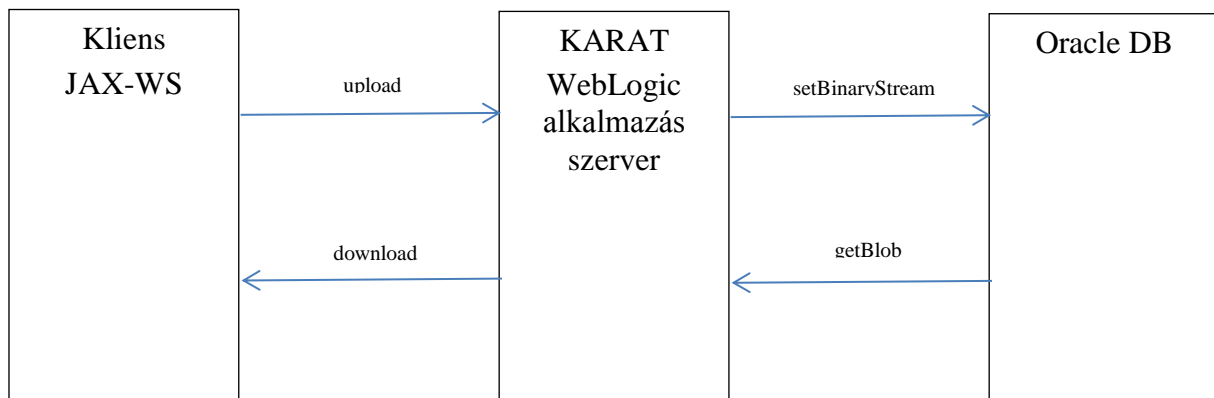 Kliens
JAX-WS
upload
download
KARAT
WebLogic
alkalmazás
szerver
setBinaryStream
getBlob
Oracle DB